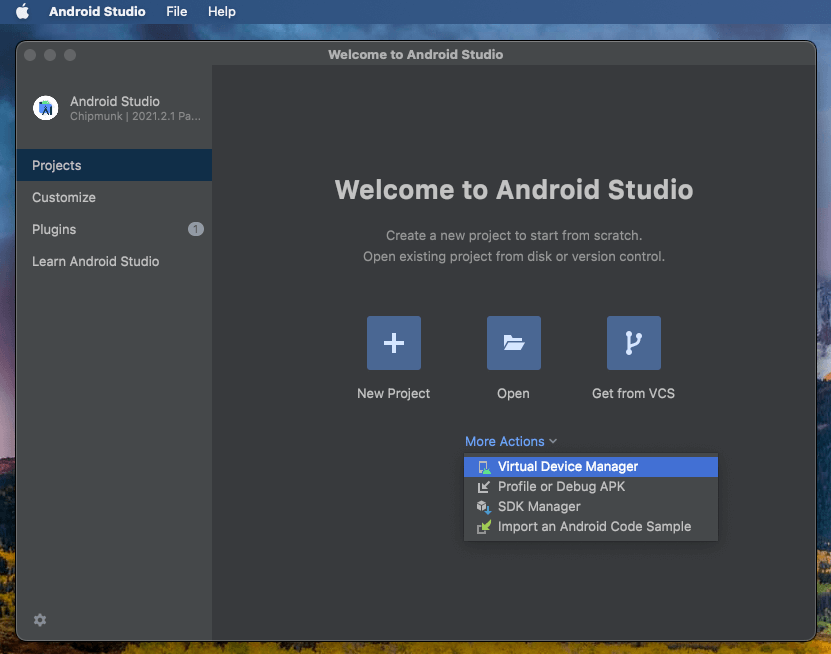 Android Studio File Help
Welcome to Android Studio
Android Studio
Chipmunk | 2021.2.1 Pa...
Projects
Customize
Plugins 1
Learn Android Studio
Welcome to Android Studio
Create a new project to start from scratch.
Open existing project from disk or version control.
New Project Open Get from VCS
More Actions
Virtual Device Manager
Profile or Debug APK
SDK Manager
Import an Android Code Sample